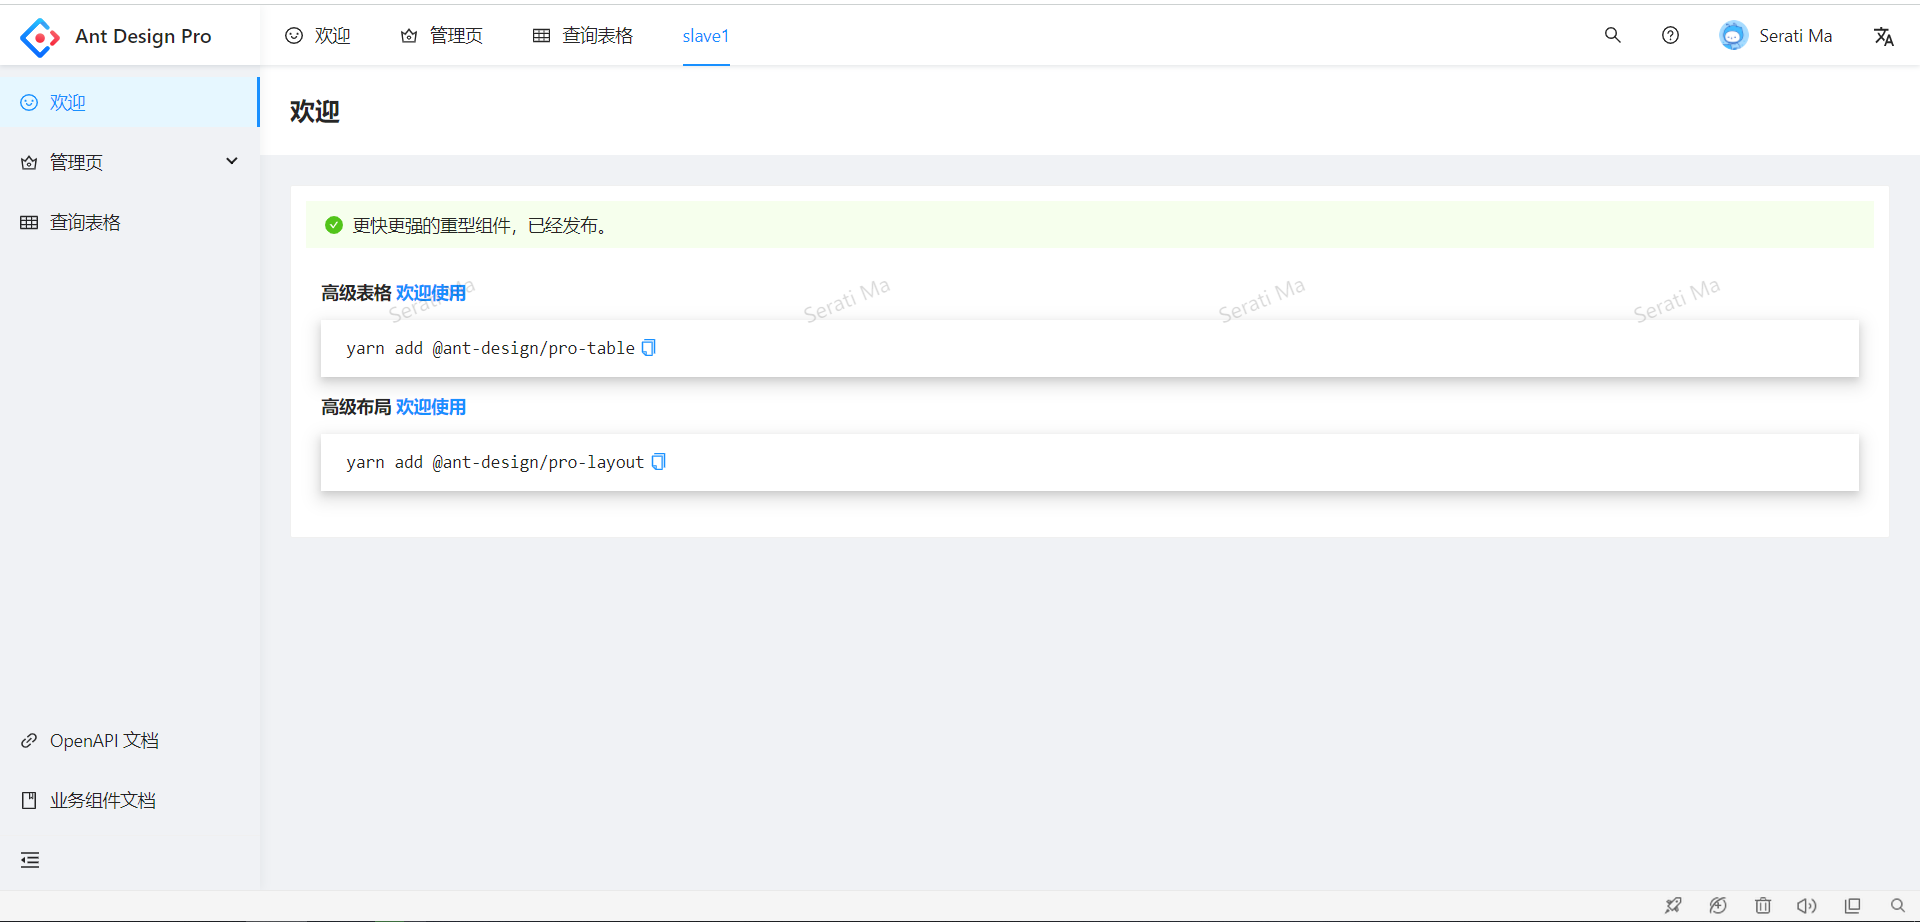 Ant Design Pro
欢迎
管理页
查询表格
slave1
Serati Ma
欢迎
管理页
查询表格
OpenAPI 文档
业务组件文档
欢迎
更快更强的重型组件，已经发布。
高级表格 欢迎使用
Serati Ma
Serati Ma
Serati Ma
Serati Ma
yarn add @ant-design/pro-table
高级布局 欢迎使用
yarn add @ant-design/pro-layout